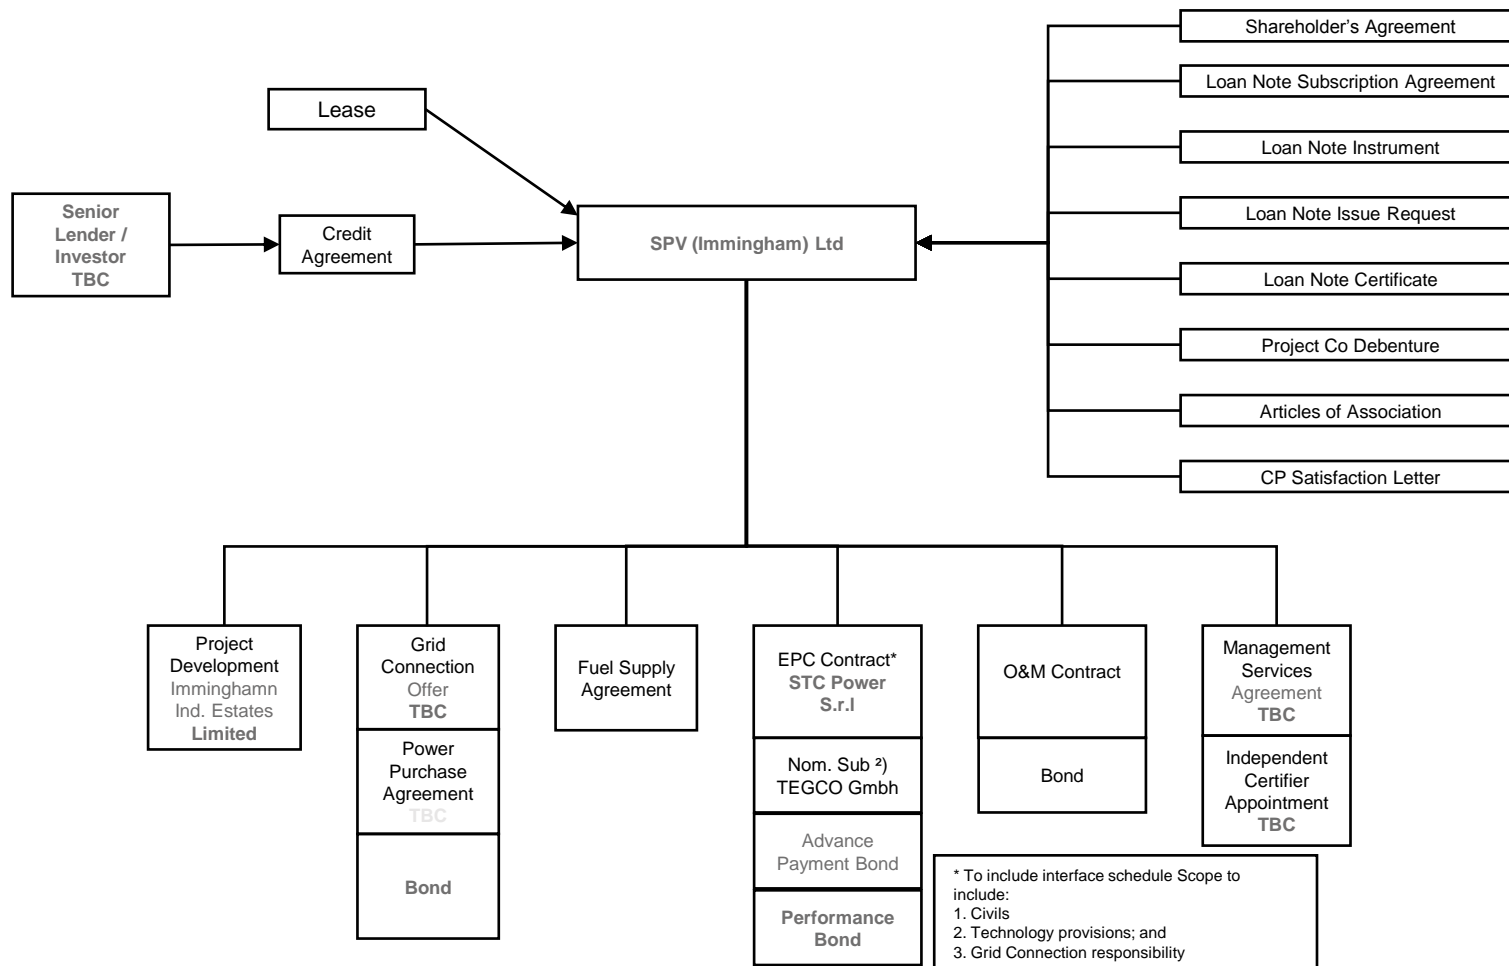 Shareholder's Agreement
Loan Note Subscription Agreement
Lease
Loan Note Instrument
Senior
Lender /
Investor
TBC
Credit
Agreement
SPV (Immingham) Ltd
Loan Note Issue Request
Loan Note Certificate
Project Co Debenture
Articles of Association
CP Satisfaction Letter
Project
Development
Imminghamn
Ind. Estates
Limited
Grid
Connection
Offer
TBC
Power
Purchase
Agreement
TBC
Bond
Fuel Supply
Agreement
EPC Contract*
STC Power
S.r.l
Nom. Sub ²)
TEGCO Gmbh
Advance
Payment Bond
Performance
Bond
O&M Contract
Bond
Management
Services
Agreement
TBC
Independent
Certifier
Appointment
TBC
* To include interface schedule Scope to
include:
1. Civils
2. Technology provisions; and
3. Grid Connection responsibility